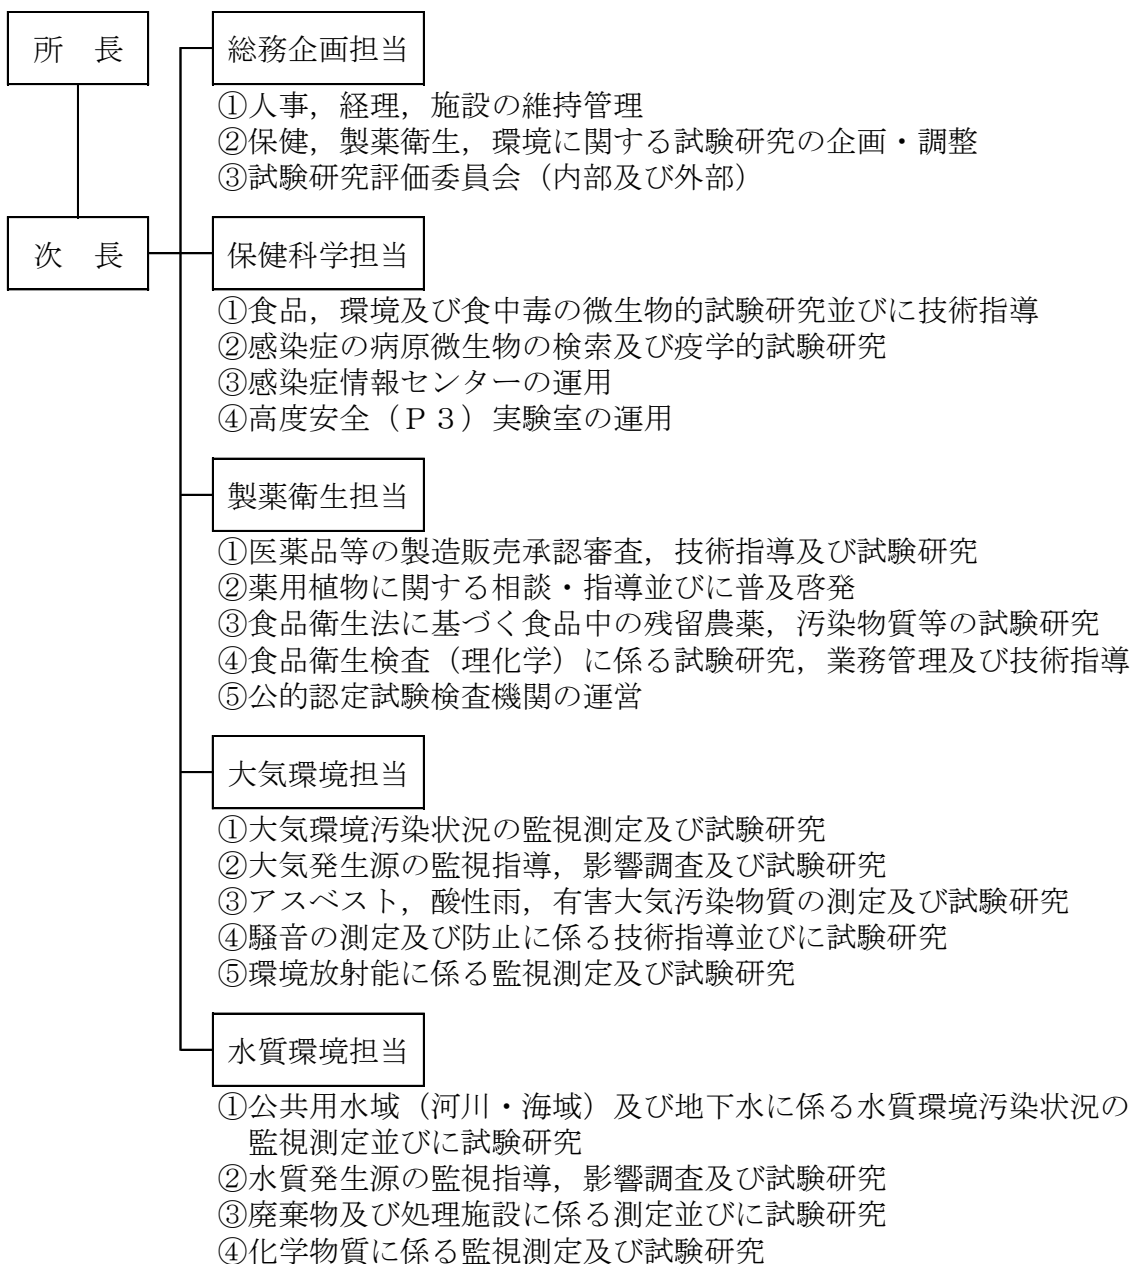 所　長
総務企画担当
①人事，経理，施設の維持管理
②保健，製薬衛生，環境に関する試験研究の企画・調整
③試験研究評価委員会（内部及び外部）
次　長
保健科学担当
①食品，環境及び食中毒の微生物的試験研究並びに技術指導
②感染症の病原微生物の検索及び疫学的試験研究
③感染症情報センターの運用
④高度安全（Ｐ３）実験室の運用
製薬衛生担当
①医薬品等の製造販売承認審査，技術指導及び試験研究
②薬用植物に関する相談・指導並びに普及啓発
③食品衛生法に基づく食品中の残留農薬，汚染物質等の試験研究
④食品衛生検査（理化学）に係る試験研究，業務管理及び技術指導
⑤公的認定試験検査機関の運営
大気環境担当
①大気環境汚染状況の監視測定及び試験研究
②大気発生源の監視指導，影響調査及び試験研究
③アスベスト，酸性雨，有害大気汚染物質の測定及び試験研究
④騒音の測定及び防止に係る技術指導並びに試験研究
⑤環境放射能に係る監視測定及び試験研究
水質環境担当
①公共用水域（河川・海域）及び地下水に係る水質環境汚染状況の
監視測定並びに試験研究
②水質発生源の監視指導，影響調査及び試験研究
③廃棄物及び処理施設に係る測定並びに試験研究
④化学物質に係る監視測定及び試験研究